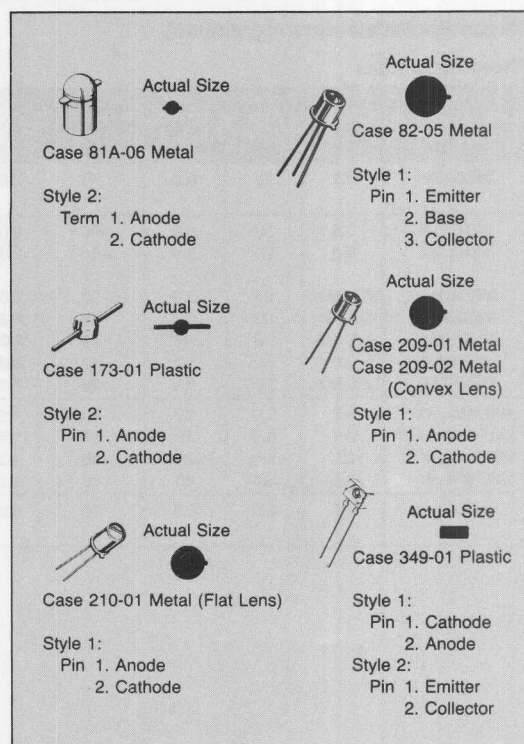 Actual Size
Case 81A-06 Metal
Style 2:
Term 1. Anode
2. Cathode
Actual Size
Case 82-05 Metal
Style 1:
Pin 1. Emitter
2. Base
3. Collector
Actual Size
Case 173-01 Plastic
Style 2:
Pin 1. Anode
2. Cathode
Actual Size
Case 209-01 Metal
Case 209-02 Metal
(Convex Lens)
Style 1:
Pin 1. Anode
2. Cathode
Actual Size
Case 210-01 Metal (Flat Lens)
Style 1:
Pin 1. Anode
2. Cathode
Actual Size
Case 349-01 Plastic
Style 1:
Pin 1. Cathode
2. Anode
Style 2:
Pin 1. Emitter
2. Collector